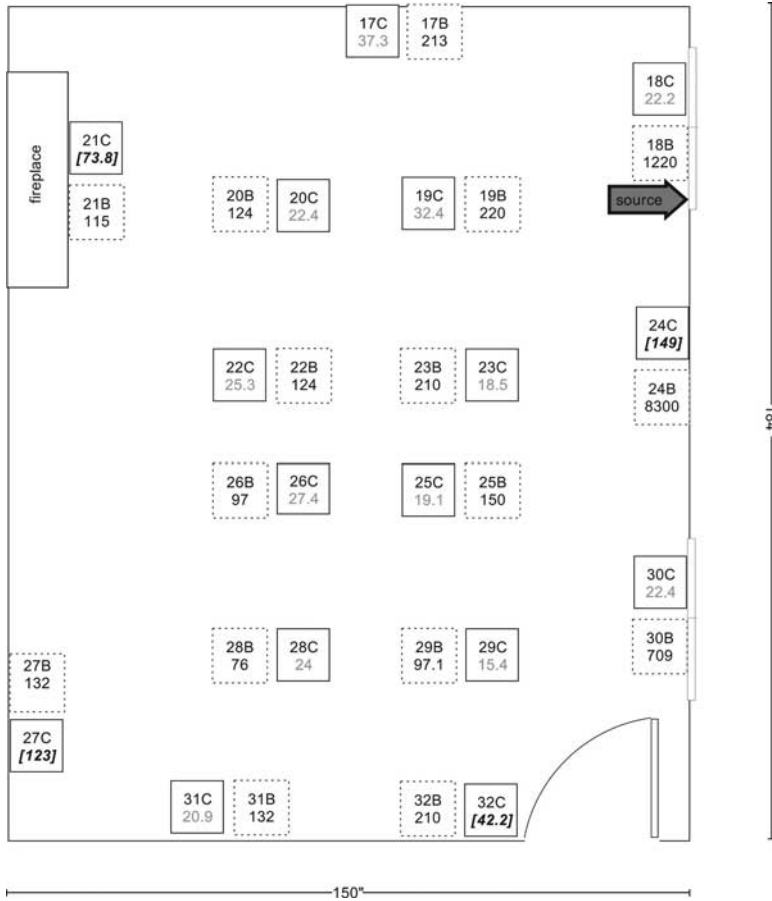 17C
37.3
17B
213
18C
22.2
18B
1220
source
fireplace
21C
[73.8]
21B
115
20B
124
20C
22.4
19C
32.4
19B
220
24C
[149]
24B
8300
22C
25.3
22B
124
23B
210
23C
18.5
26B
97
26C
27.4
25C
19.1
25B
150
30C
22.4
30B
709
28B
76
28C
24
29B
97.1
29C
15.4
27B
132
27C
[123]
31C
20.9
31B
132
32B
210
32C
[42.2]
150"